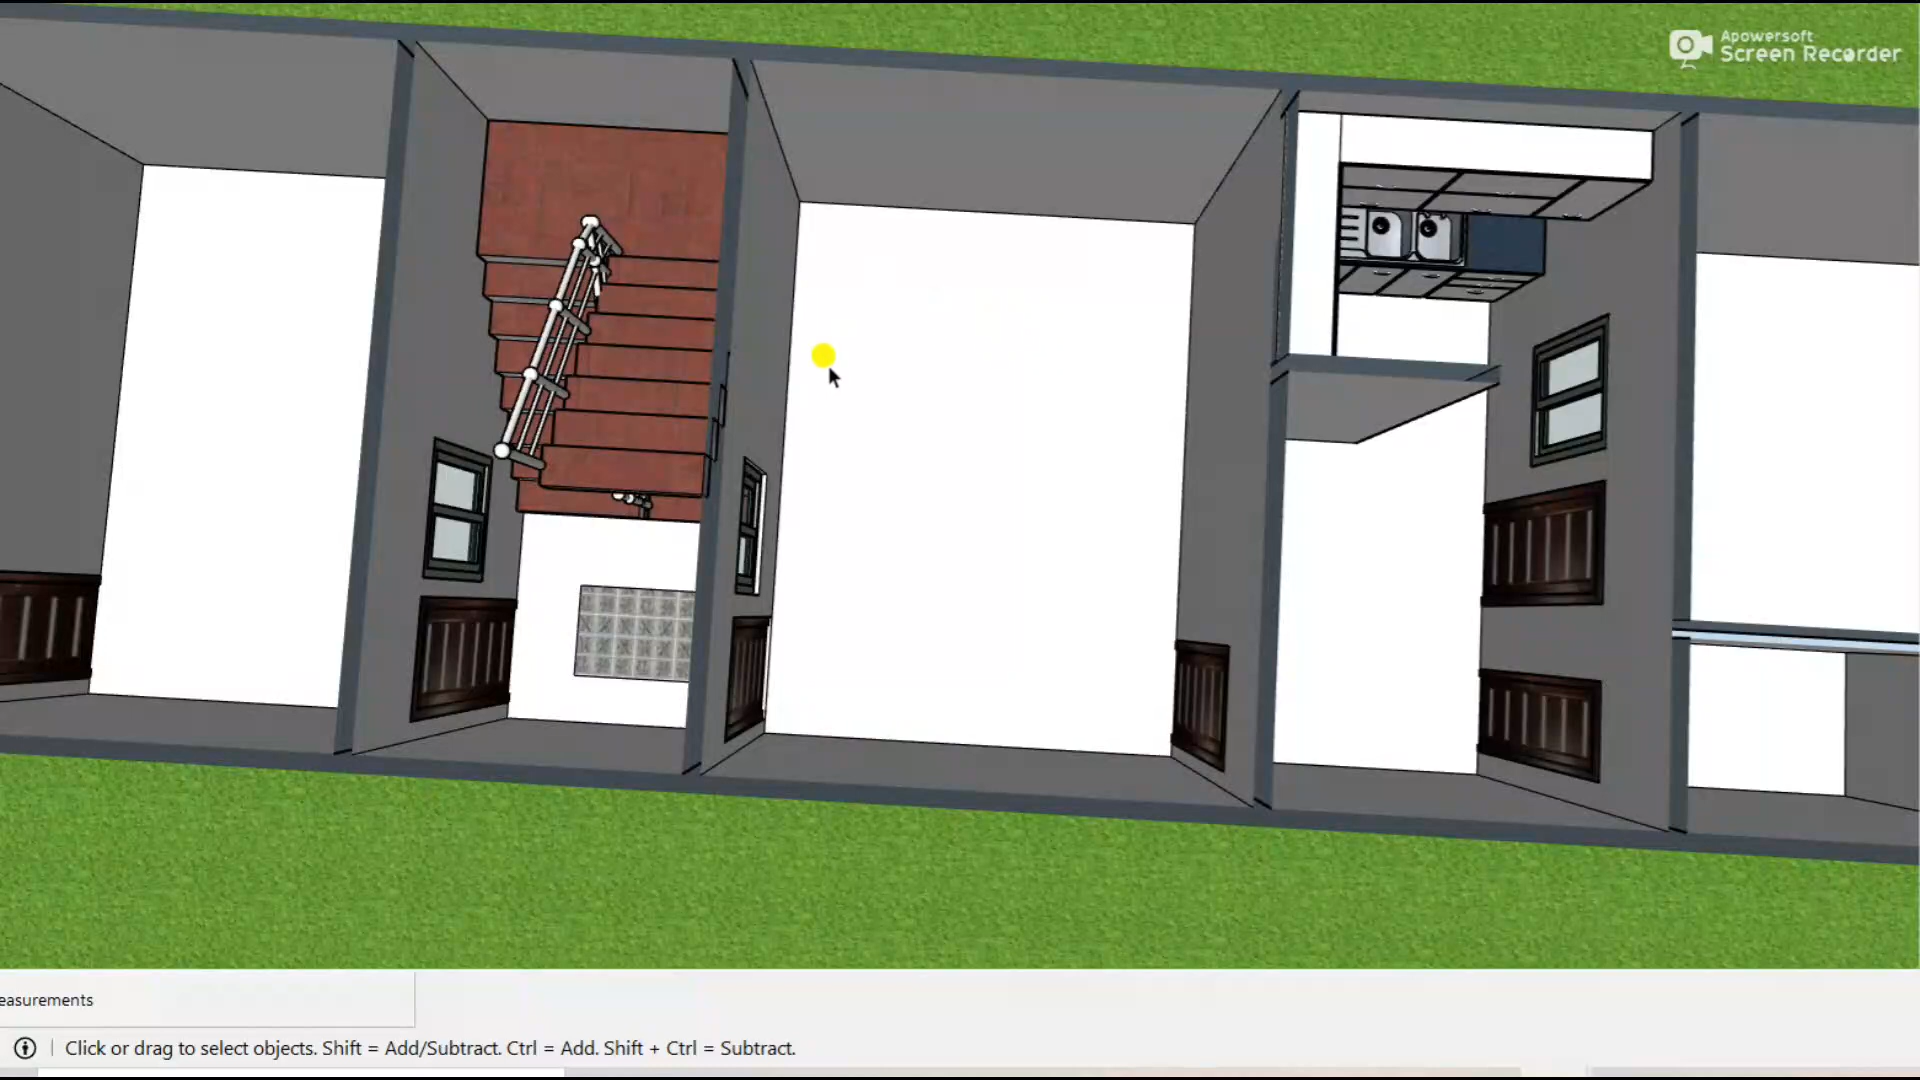 Apowersoft
Screen Recorder
easurements
Click or drag to select objects. Shift = Add/Subtract. Ctrl = Add. Shift + Ctrl = Subtract.